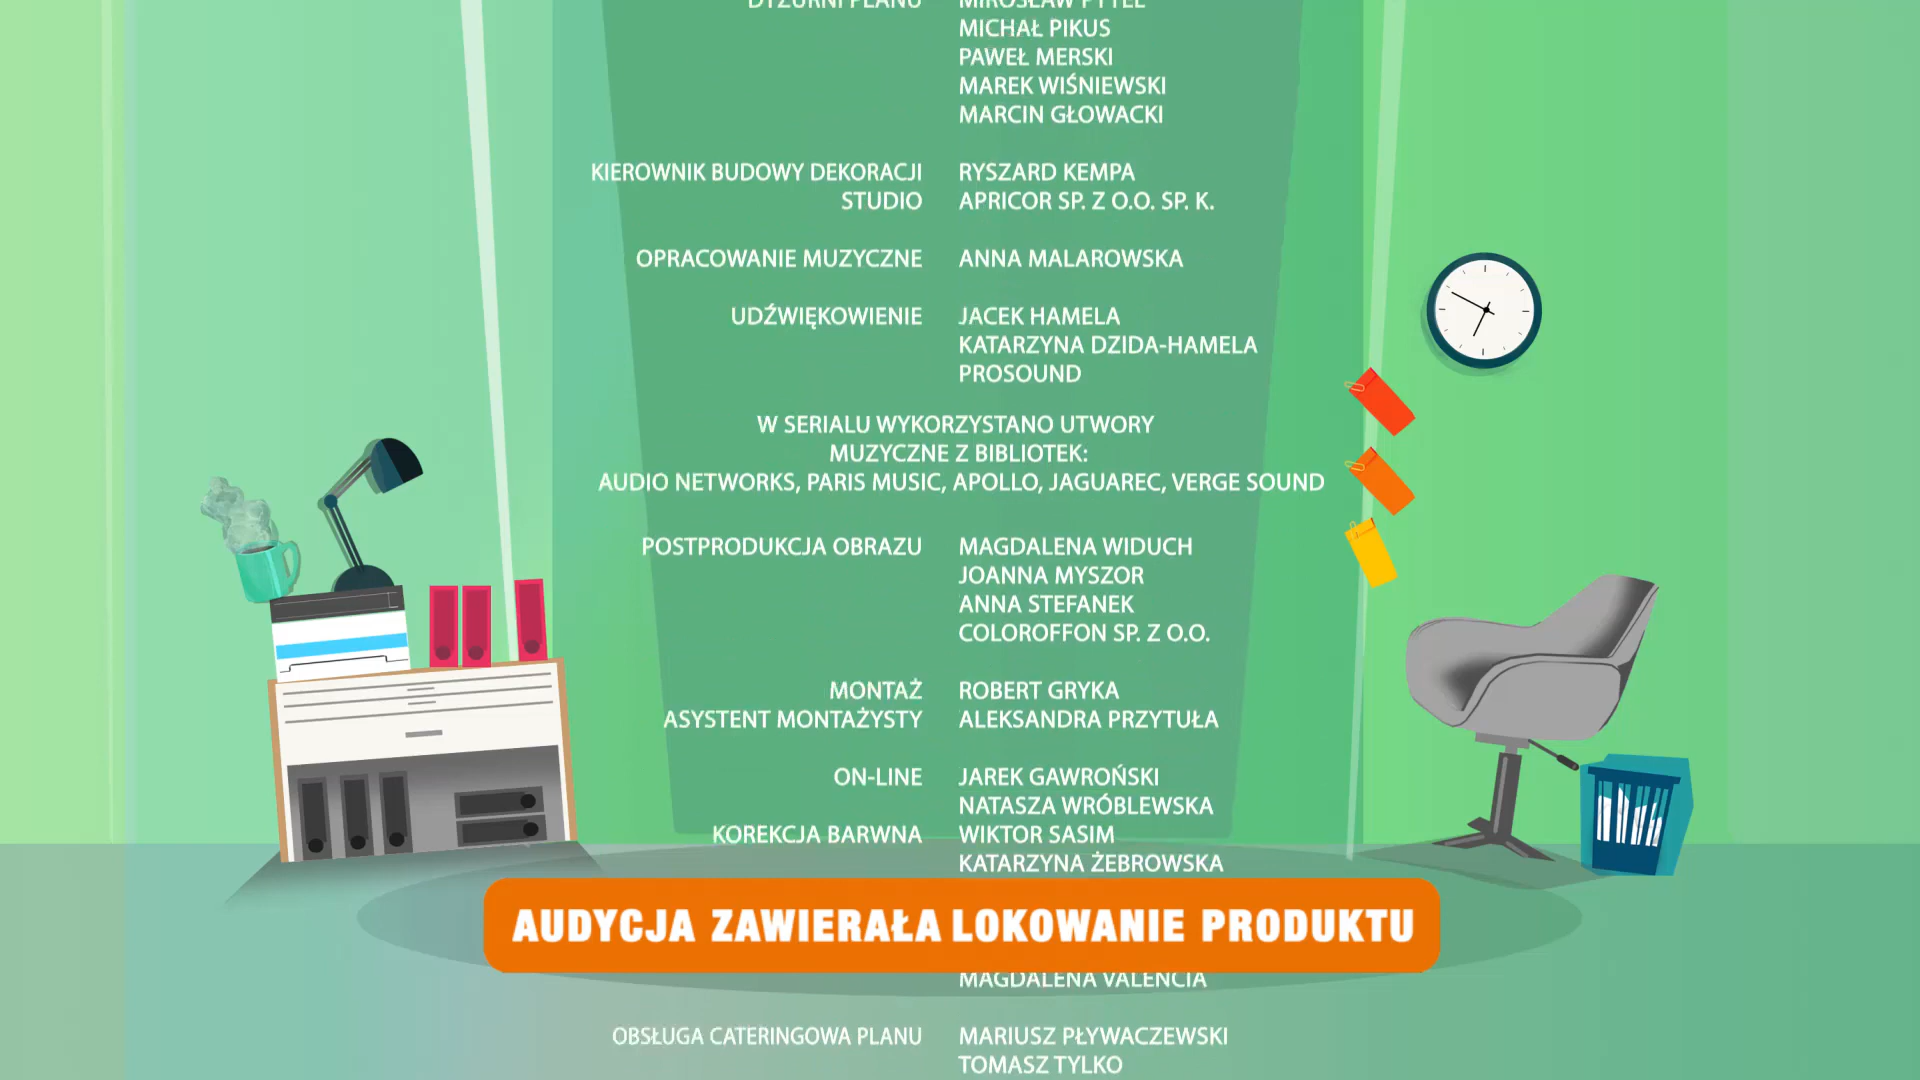 DYŻURNI PLANU MIROSŁAW PYTEL
MICHAŁ PIKUS
PAWEŁ MERSKI
MAREK WIŚNIEWSKI
MARCIN GŁOWACKI
KIEROWNIK BUDOWY DEKORACJI RYSZARD KEMPA
STUDIO APRICOR SP. Z O.O. SP. K.
OPRACOWANIE MUZYCZNE ANNA MALAROWSKA
UDŹWIĘKOWIENIE JACEK HAMELA
KATARZYNA DZIDA-HAMELA
PROSOUND
W SERIALU WYKORZYSTANO UTWORY
MUZYCZNE Z BIBLIOTEK:
AUDIO NETWORKS, PARIS MUSIC, APOLLO, JAGUAREC, VERGE SOUND
POSTPRODUKCJA OBRAZU MAGDALENA WIDUCH
JOANNA MYSZOR
ANNA STEFANEK
COLOROFFON SP. Z O.O.
MONTAŻ ROBERT GRYKA
ASYSTENT MONTAŻYSTY ALEKSANDRA PRZYTUŁA
ON-LINE JAREK GAWROŃSKI
NATASZA WRÓBLEWSKA
KOREKCJA BARWNA WIKTOR SASIM
KATARZYNA ŻEBROWSKA
AUDYCJA ZAWIERAŁA LOKOWANIE PRODUKTU
MAGDALENA VALENCIA
OBSŁUGA CATERINGOWA PLANU MARIUSZ PŁYWACZEWSKI
TOMASZ TYLKO